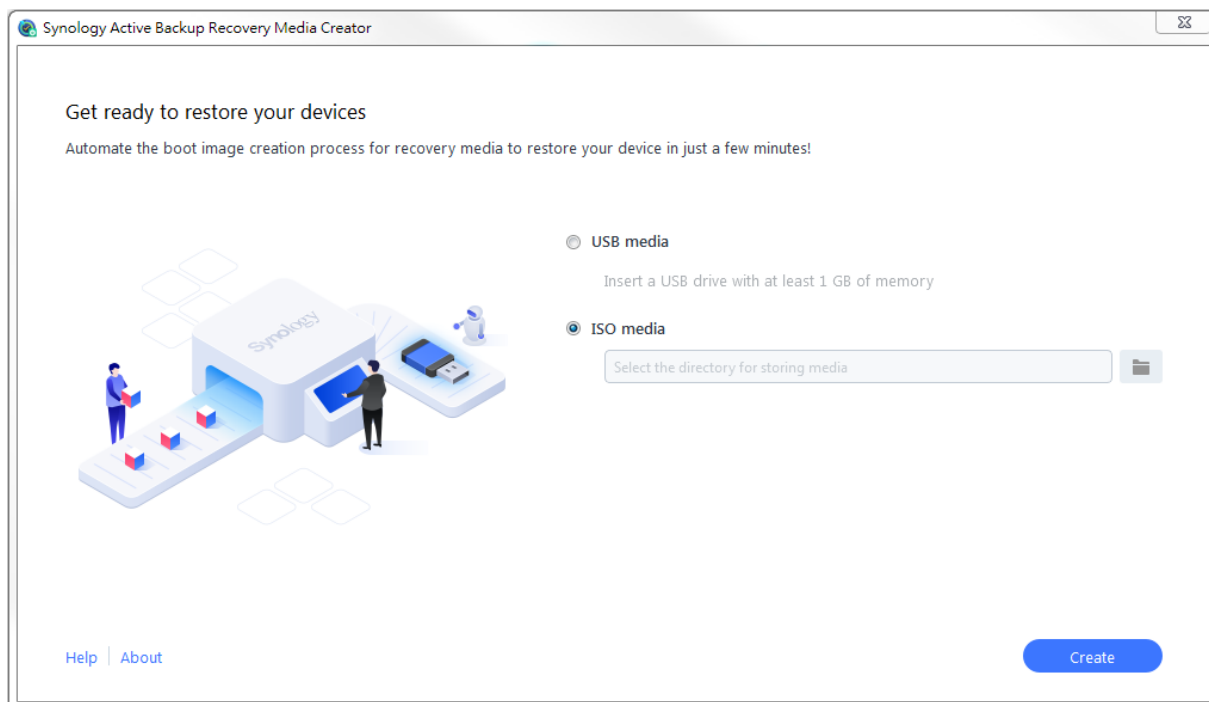 Synology Active Backup Recovery Media Creator
Get ready to restore your devices
Automate the boot image creation process for recovery media to restore your device in just a few minutes!
Synology
USB media
Insert a USB drive with at least 1 GB of memory
ISO media
Select the directory for storing media
Help
About
Create